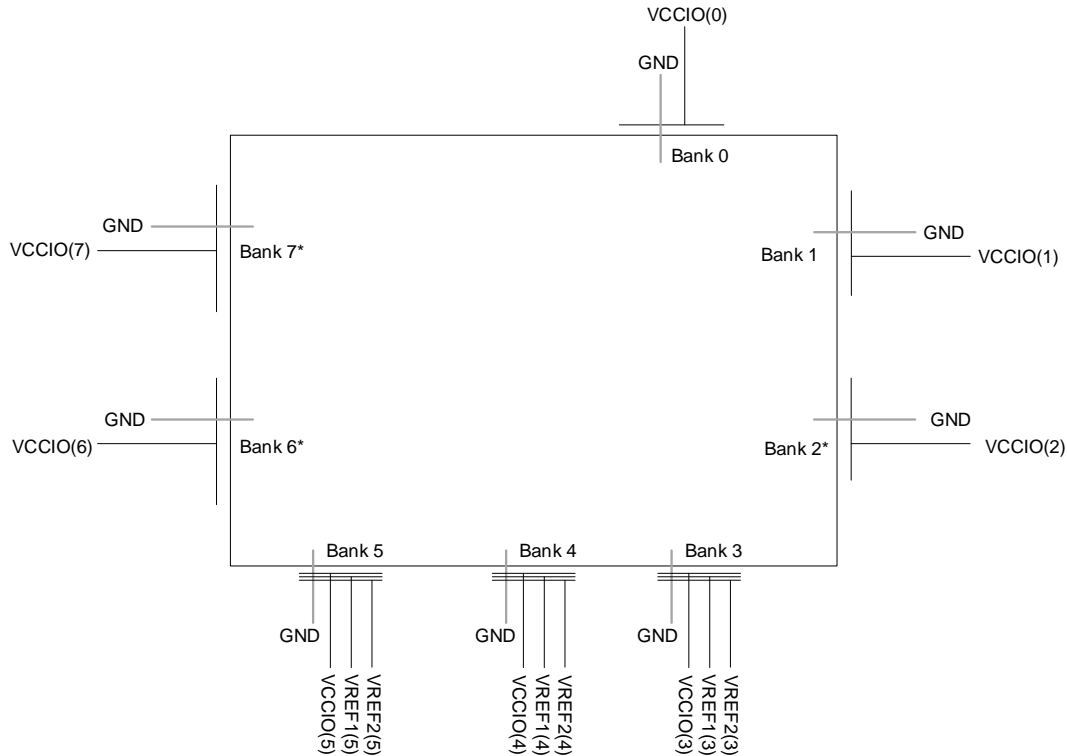 VCCIO(0)
GND
Bank 0
GND
VCCIO(7)
Bank 7*
GND
Bank 1
VCCIO(1)
GND
VCCIO(6)
Bank 6*
GND
Bank 2*
VCCIO(2)
Bank 5
Bank 4
Bank 3
GND
GND
GND
VCCIO(5)
VREF1(5)
VREF2(5)
VCCIO(4)
VREF1(4)
VREF2(4)
VCCIO(3)
VREF1(3)
VREF2(3)